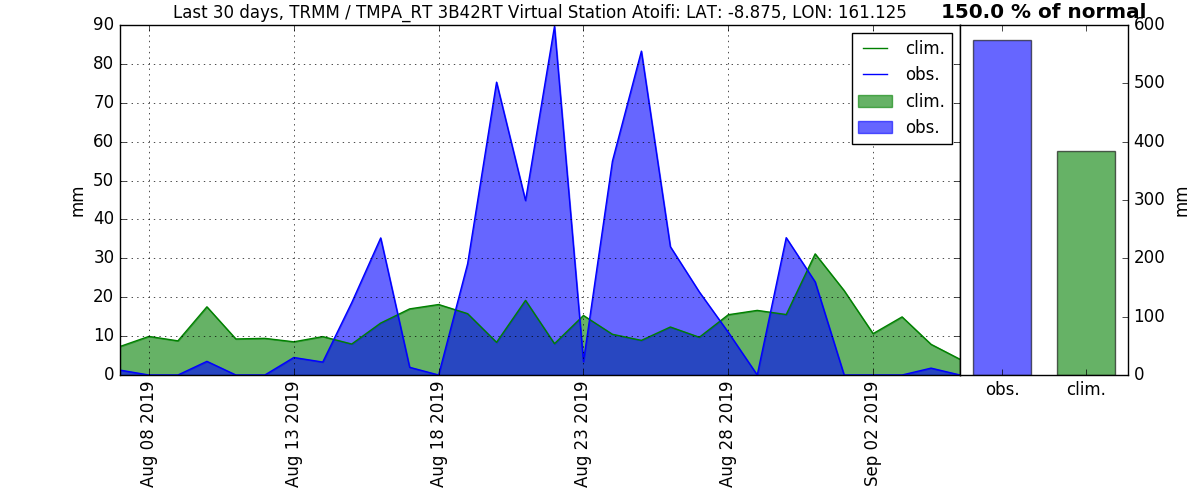 Last 30 days, TRMM / TMPA_RT 3B42RT Virtual Station Atoifi: LAT: -8.875, LON: 161.125
150.0 % of normal
90
80
70
60
50
40
30
20
10
0
mm
clim.
obs.
clim.
obs.
Aug 08 2019
Aug 13 2019
Aug 18 2019
Aug 23 2019
Aug 28 2019
Sep 02 2019
600
500
400
300
200
100
0
mm
obs.
clim.